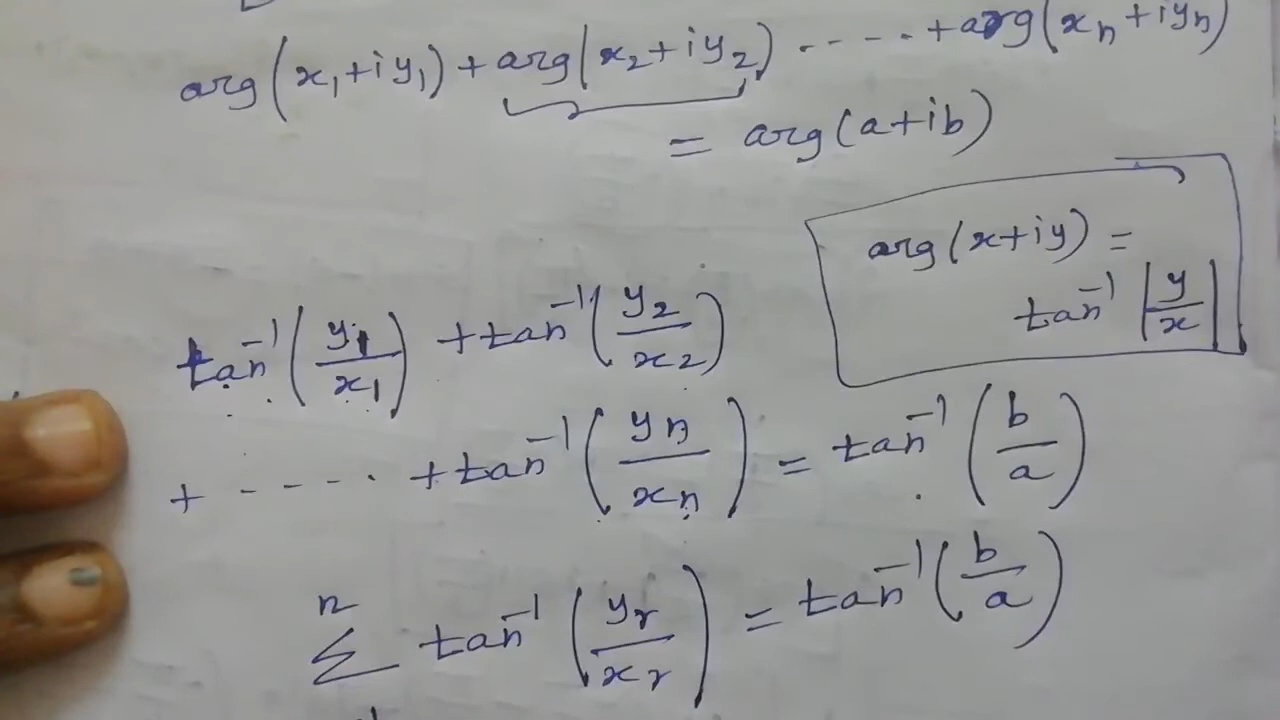 arg(x₁+iy₁)+arg(x₂+iy₂)·····+arg(xₙ+iyₙ)
= arg(a+ib)
arg(x+iy) =
tan⁻¹|y/x|
tan⁻¹(y₁/x₁) + tan⁻¹(y₂/x₂)
+ ····· + tan⁻¹(yₙ/xₙ) = tan⁻¹(b/a)
n
Σ tan⁻¹(yᵣ/xᵣ) = tan⁻¹(b/a)